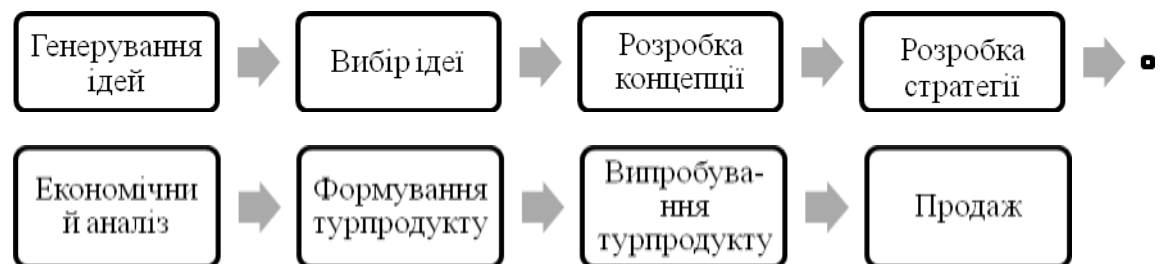 Генерування
ідей
Вибір ідеї
Розробка
концепції
Розробка
стратегії
Економічни
й аналіз
Формування
турпродукту
Випробува-
ння
турпродукту
Продаж